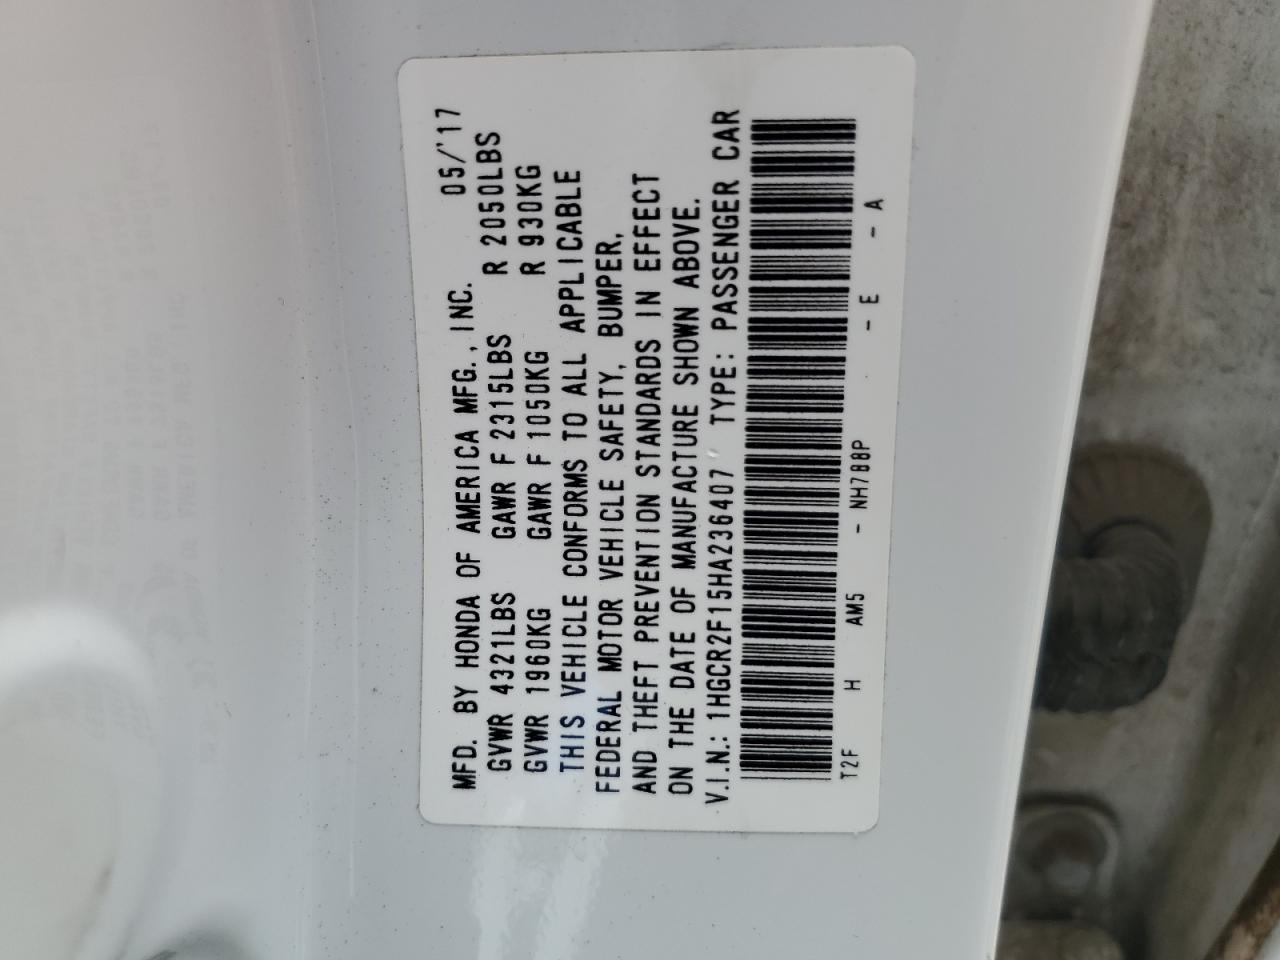 MFD. BY HONDA OF AMERICA MFG.,INC. 05/'17
GVWR 4321LBS GAWR F 2315LBS R 2050LBS
GVWR 1960KG GAWR F 1050KG R 930KG
THIS VEHICLE CONFORMS TO ALL APPLICABLE
FEDERAL MOTOR VEHICLE SAFETY, BUMPER,
AND THEFT PREVENTION STANDARDS IN EFFECT
ON THE DATE OF MANUFACTURE SHOWN ABOVE.
V.I.N.: 1HGCR2F15HA236407 TYPE: PASSENGER CAR
T2F H AM5 - NH788P - E - A